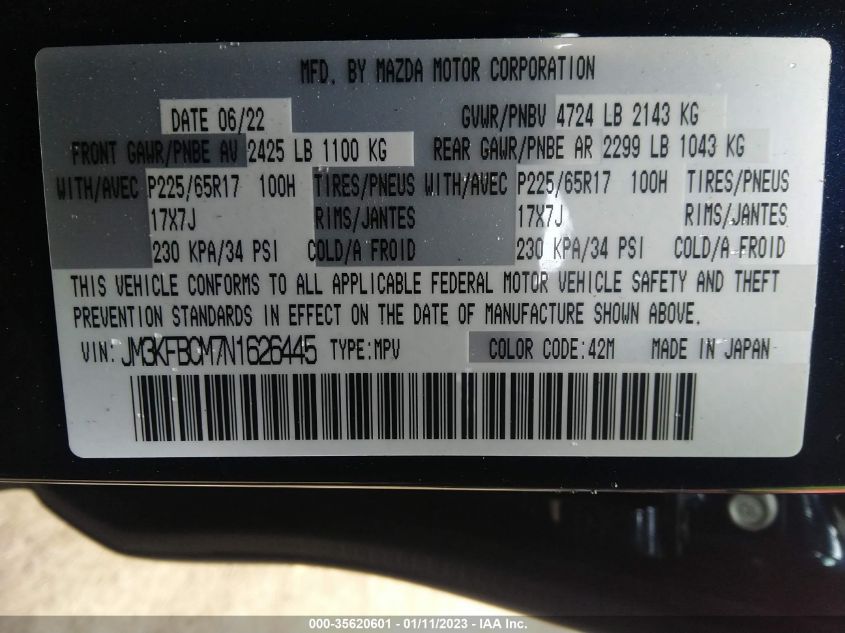 MFD. BY MAZDA MOTOR CORPORATION
DATE 06/22 GVWR/PNBV 4724 LB 2143 KG
FRONT GAWR/PNBE AV 2425 LB 1100 KG REAR GAWR/PNBE AR 2299 LB 1043 KG
WITH/AVEC P225/65R17 100H TIRES/PNEUS WITH/AVEC P225/65R17 100H TIRES/PNEUS
17X7J RIMS/JANTES 17X7J RIMS/JANTES
230 KPA/34 PSI COLD/A FROID 230 KPA/34 PSI COLD/A FROID
THIS VEHICLE CONFORMS TO ALL APPLICABLE FEDERAL MOTOR VEHICLE SAFETY AND THEFT
PREVENTION STANDARDS IN EFFECT ON THE DATE OF MANUFACTURE SHOWN ABOVE.
VIN: JM3KFBCM7N1626445 TYPE:MPV COLOR CODE:42M MADE IN JAPAN
000-35620601 - 01/11/2023 - IAA Inc.